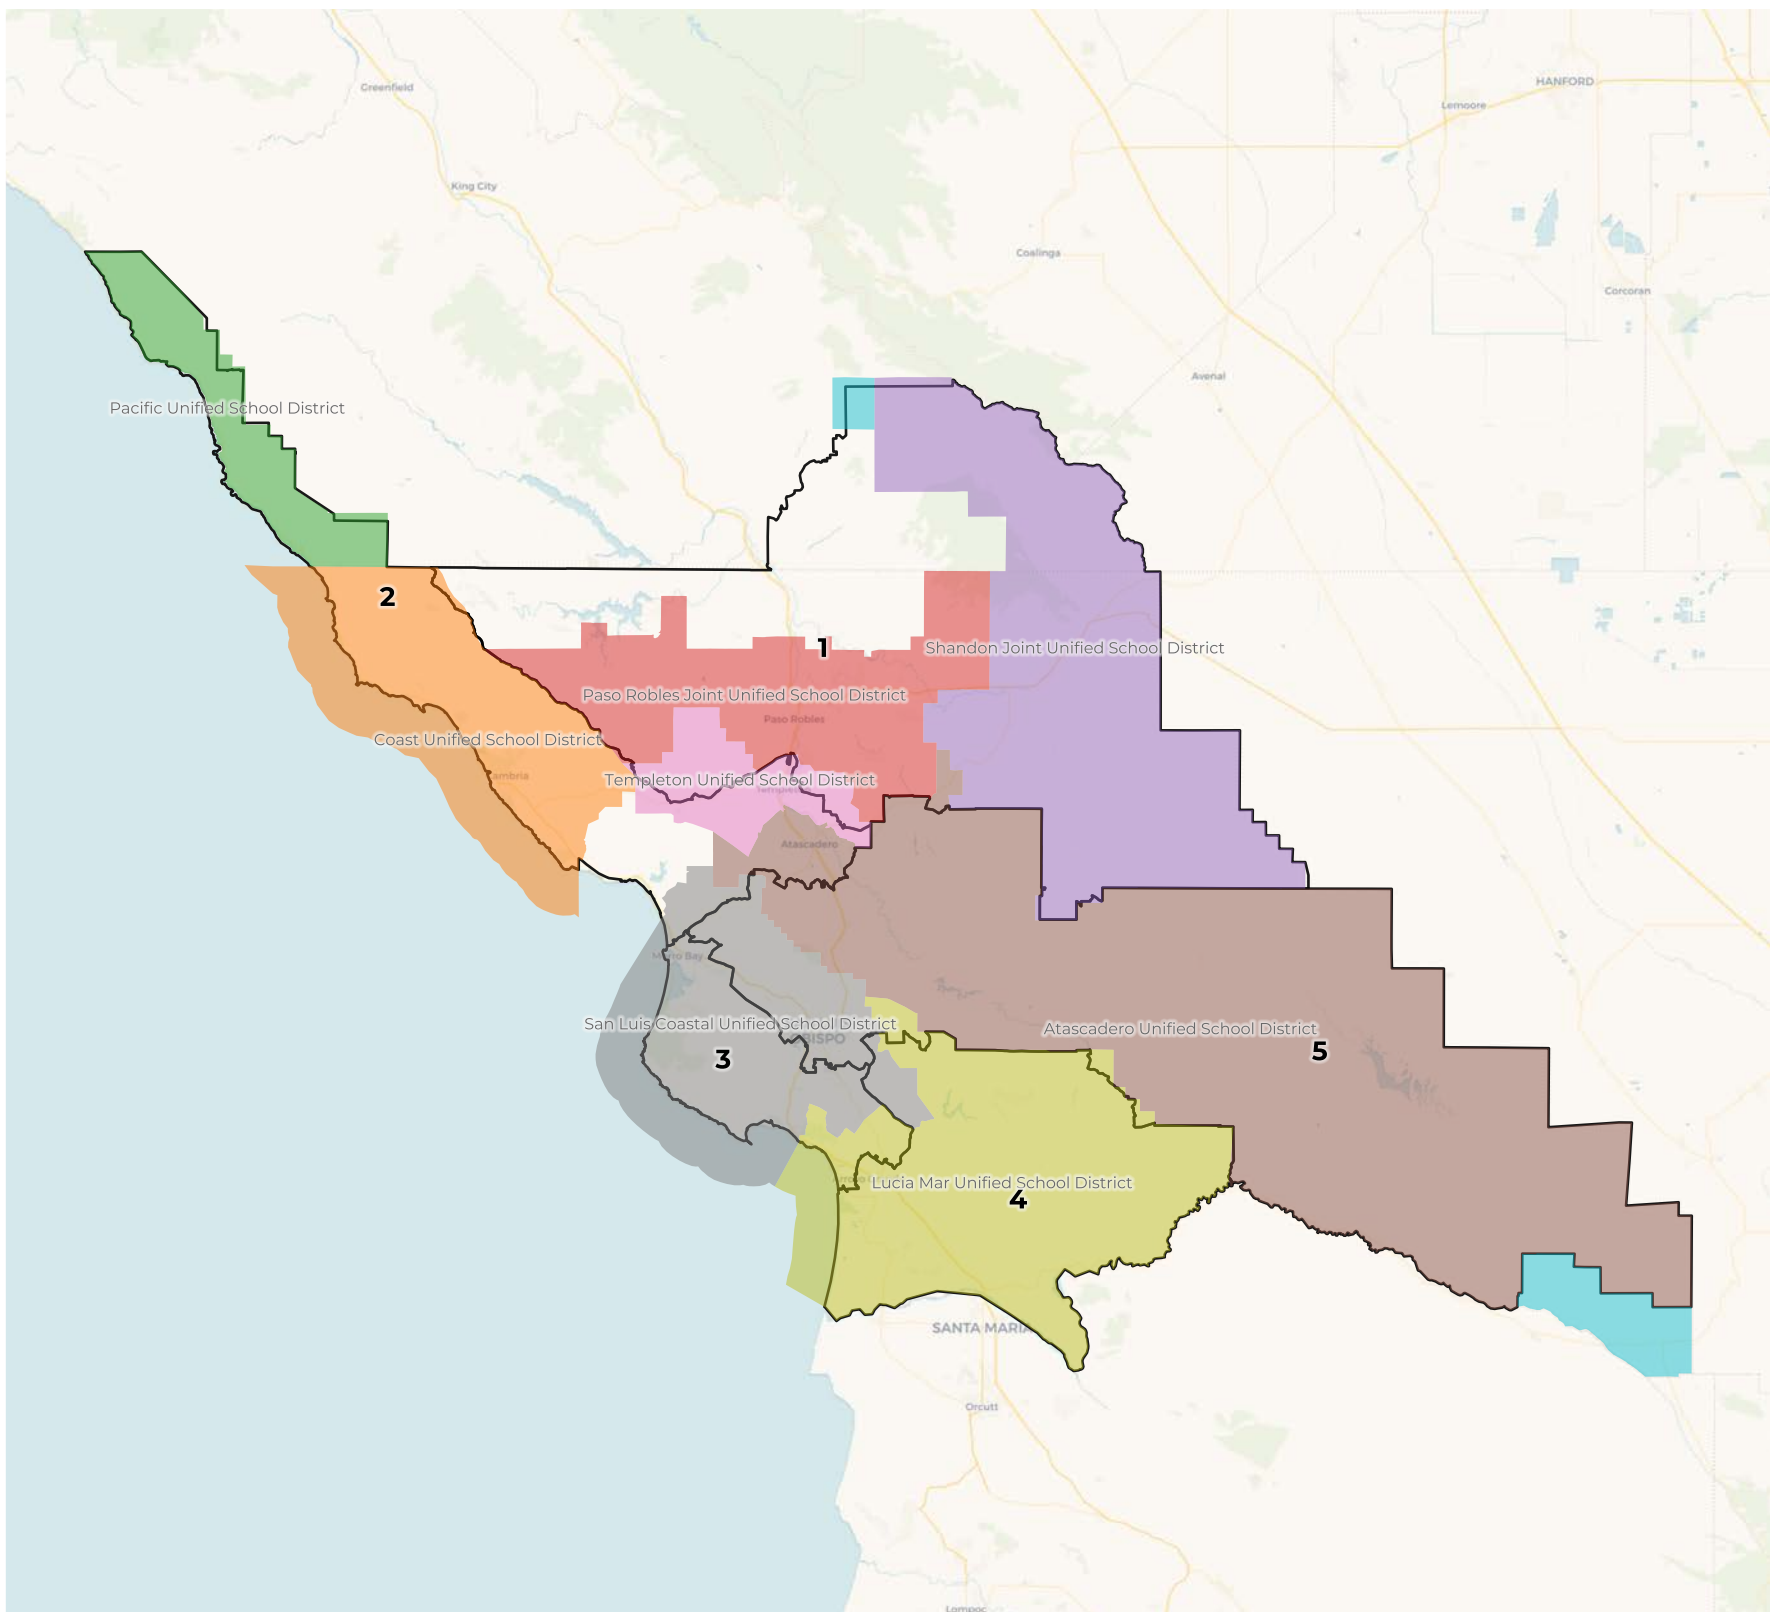 HANFORD
Greenfield
Lemoore
King City
Coalinga
Corcoran
Avenal
Pacific Unified School District
2
1
Shandon Joint Unified School District
Paso Robles Joint Unified School District
Paso Robles
Coast Unified School District
Templeton Unified School District
Atascadero
San Luis Coastal Unified School District
Atascadero Unified School District
OBISPO
5
3
Lucia Mar Unified School District
4
SANTA MARIA
Orcutt
Lompoc